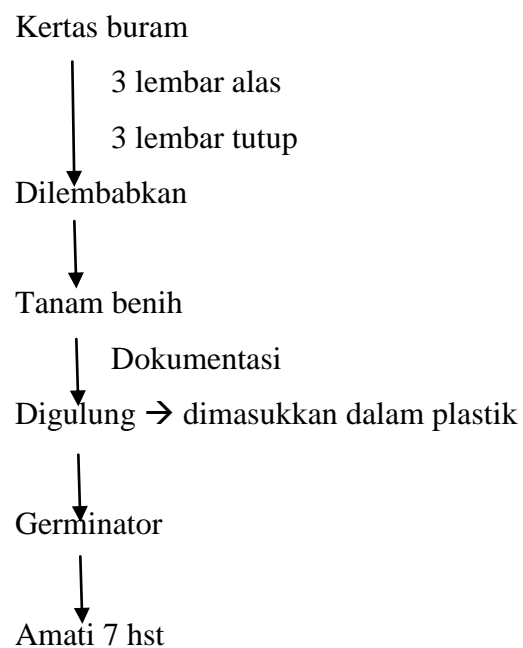 Kertas buram
3 lembar alas
3 lembar tutup
Dilembabkan
Tanam benih
Dokumentasi
Digulung → dimasukkan dalam plastik
Germinator
Amati 7 hst